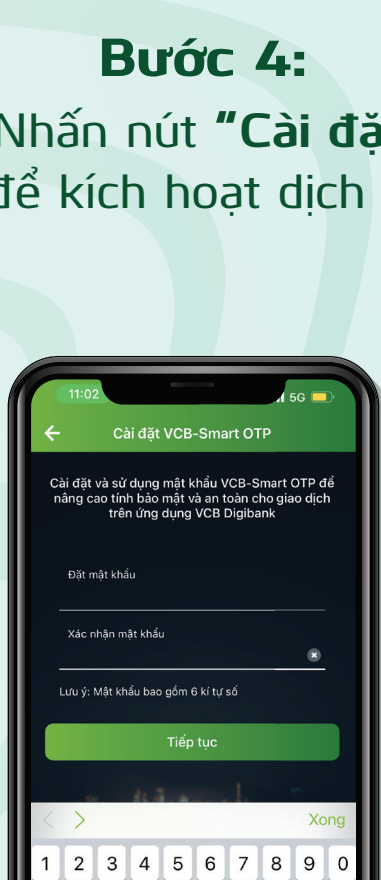 Bước 4:
Nhấn nút "Cài đặ
để kích hoạt dịch
11:02
5G
Cài đặt VCB-Smart OTP
Cài đặt và sử dụng mật khẩu VCB-Smart OTP để
nâng cao tính bảo mật và an toàn cho giao dịch
trên ứng dụng VCB Digibank
Đặt mật khẩu
Xác nhận mật khẩu
Lưu ý: Mật khẩu bao gồm 6 kí tự số
Tiếp tục
Xong
1 2 3 4 5 6 7 8 9 0